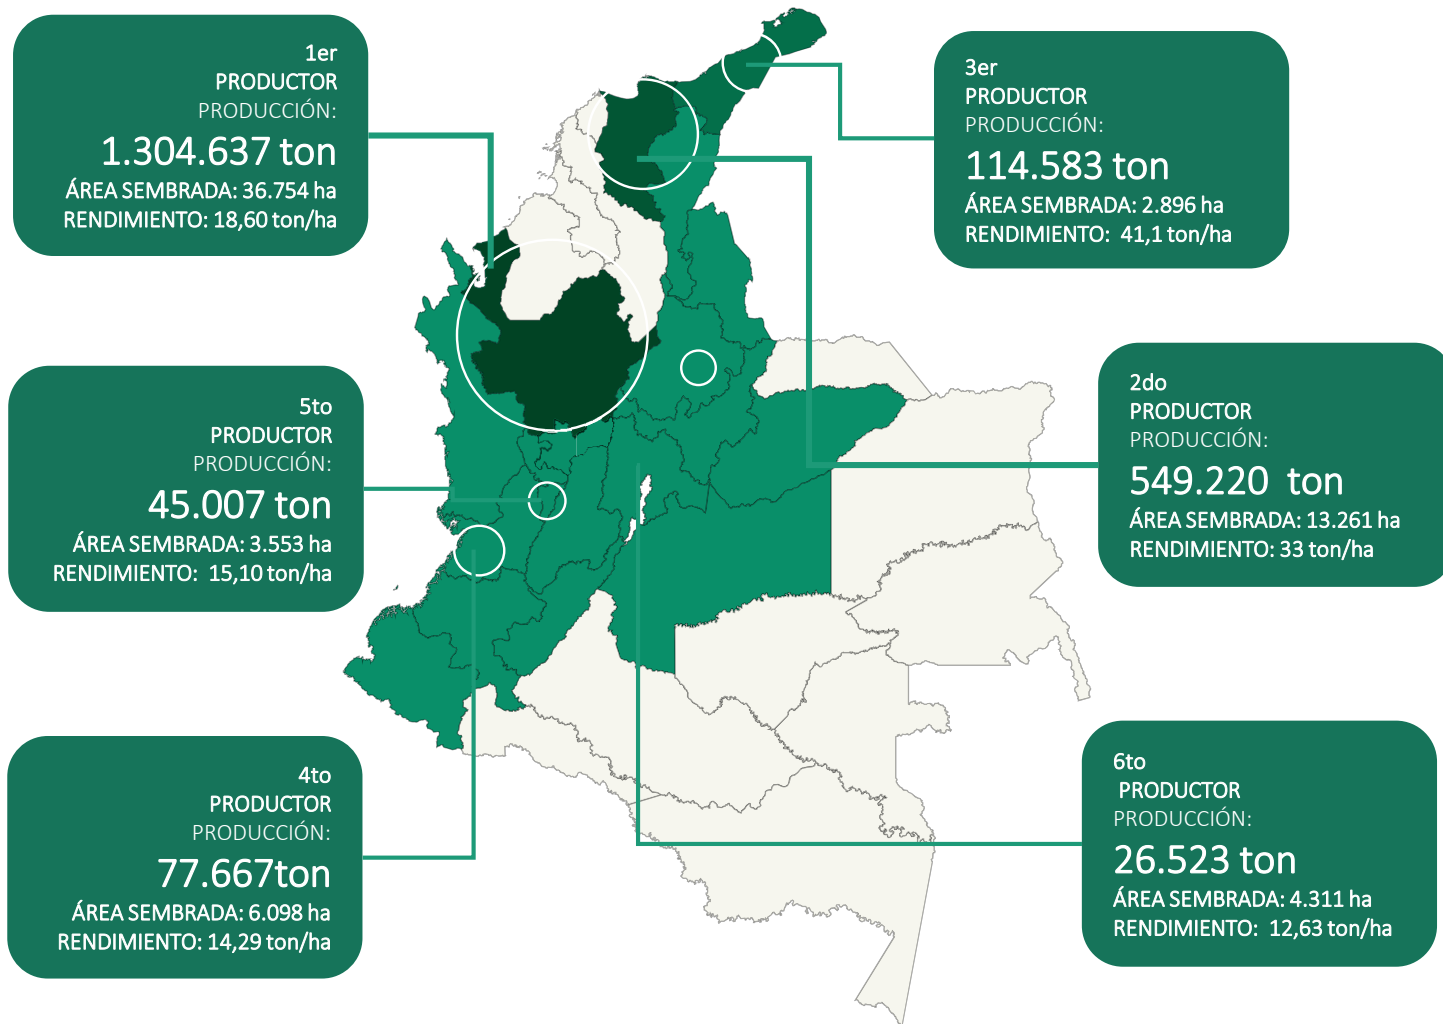 1er
PRODUCTOR
PRODUCCIÓN:
1.304.637 ton
ÁREA SEMBRADA: 36.754 ha
RENDIMIENTO: 18,60 ton/ha
3er
PRODUCTOR
PRODUCCIÓN:
114.583 ton
ÁREA SEMBRADA: 2.896 ha
RENDIMIENTO: 41,1 ton/ha
5to
PRODUCTOR
PRODUCCIÓN:
45.007 ton
ÁREA SEMBRADA: 3.553 ha
RENDIMIENTO: 15,10 ton/ha
2do
PRODUCTOR
PRODUCCIÓN:
549.220 ton
ÁREA SEMBRADA: 13.261 ha
RENDIMIENTO: 33 ton/ha
4to
PRODUCTOR
PRODUCCIÓN:
77.667ton
ÁREA SEMBRADA: 6.098 ha
RENDIMIENTO: 14,29 ton/ha
6to
PRODUCTOR
PRODUCCIÓN:
26.523 ton
ÁREA SEMBRADA: 4.311 ha
RENDIMIENTO: 12,63 ton/ha